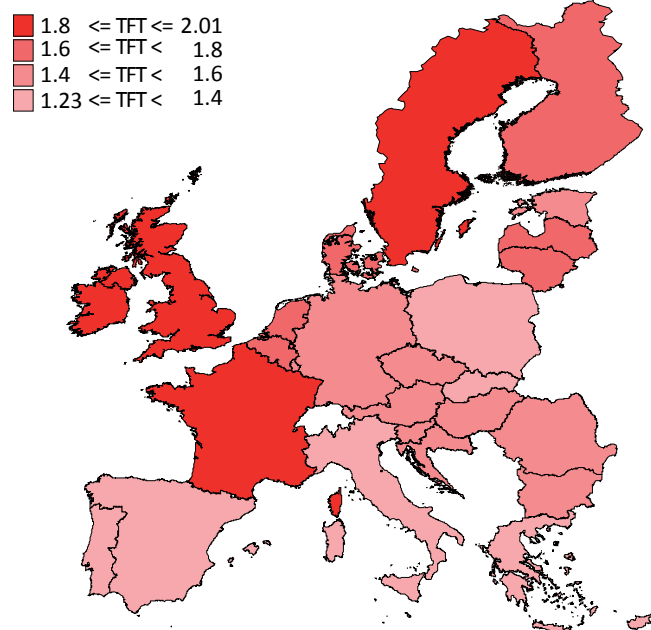 1.8 <= TFT <= 2.01
1.6 <= TFT < 1.8
1.4 <= TFT < 1.6
1.23 <= TFT < 1.4